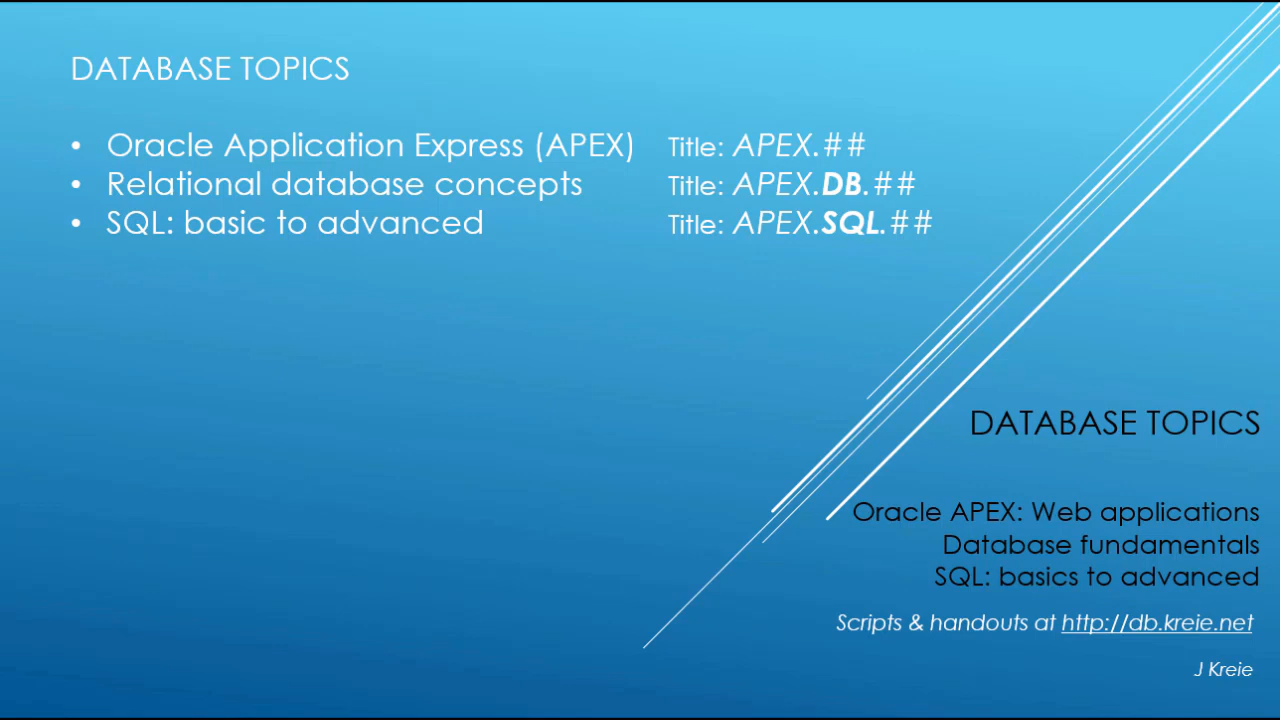 DATABASE TOPICS
• Oracle Application Express (APEX) Title: APEX.##
• Relational database concepts Title: APEX.DB.##
• SQL: basic to advanced Title: APEX.SQL.##
DATABASE TOPICS
Oracle APEX: Web applications
Database fundamentals
SQL: basics to advanced
Scripts & handouts at http://db.kreie.net
J Kreie